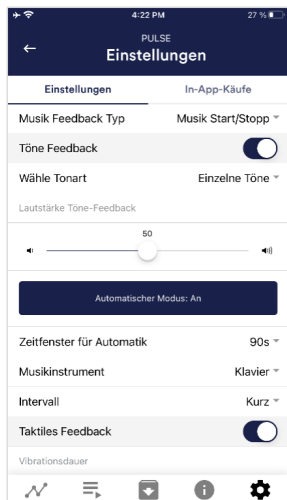 4:22 PM
27 %
PULSE
Einstellungen
Einstellungen
In-App-Käufe
Musik Feedback Typ
Musik Start/Stopp
Töne Feedback
Wähle Tonart
Einzelne Töne
Lautstärke Töne-Feedback
50
Automatischer Modus: An
Zeitfenster für Automatik
90s
Musikinstrument
Klavier
Intervall
Kurz
Taktiles Feedback
Vibrationsdauer